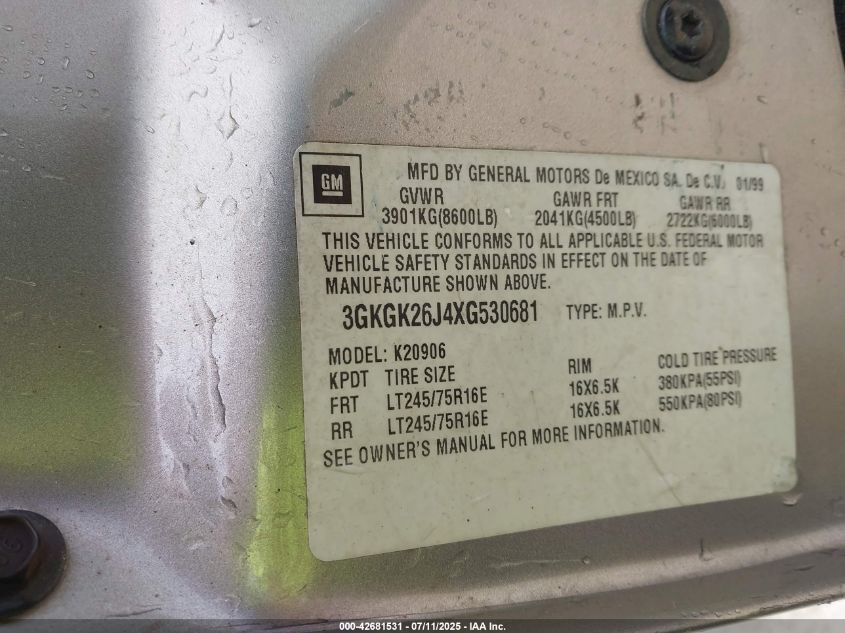 GM
MFD BY GENERAL MOTORS De MEXICO SA. De C.V. 01/99
GVWR GAWR FRT GAWR RR
3901KG(8600LB) 2041KG(4500LB) 2722KG(6000LB)
THIS VEHICLE CONFORMS TO ALL APPLICABLE U.S. FEDERAL MOTOR
VEHICLE SAFETY STANDARDS IN EFFECT ON THE DATE OF
MANUFACTURE SHOWN ABOVE.
3GKGK26J4XG530681 TYPE: M.P.V.
MODEL: K20906
KPDT TIRE SIZE RIM COLD TIRE PRESSURE
FRT LT245/75R16E 16X6.5K 380KPA(55PSI)
RR LT245/75R16E 16X6.5K 550KPA(80PSI)
SEE OWNER'S MANUAL FOR MORE INFORMATION.
000-42681531 - 07/11/2025 - IAA Inc.